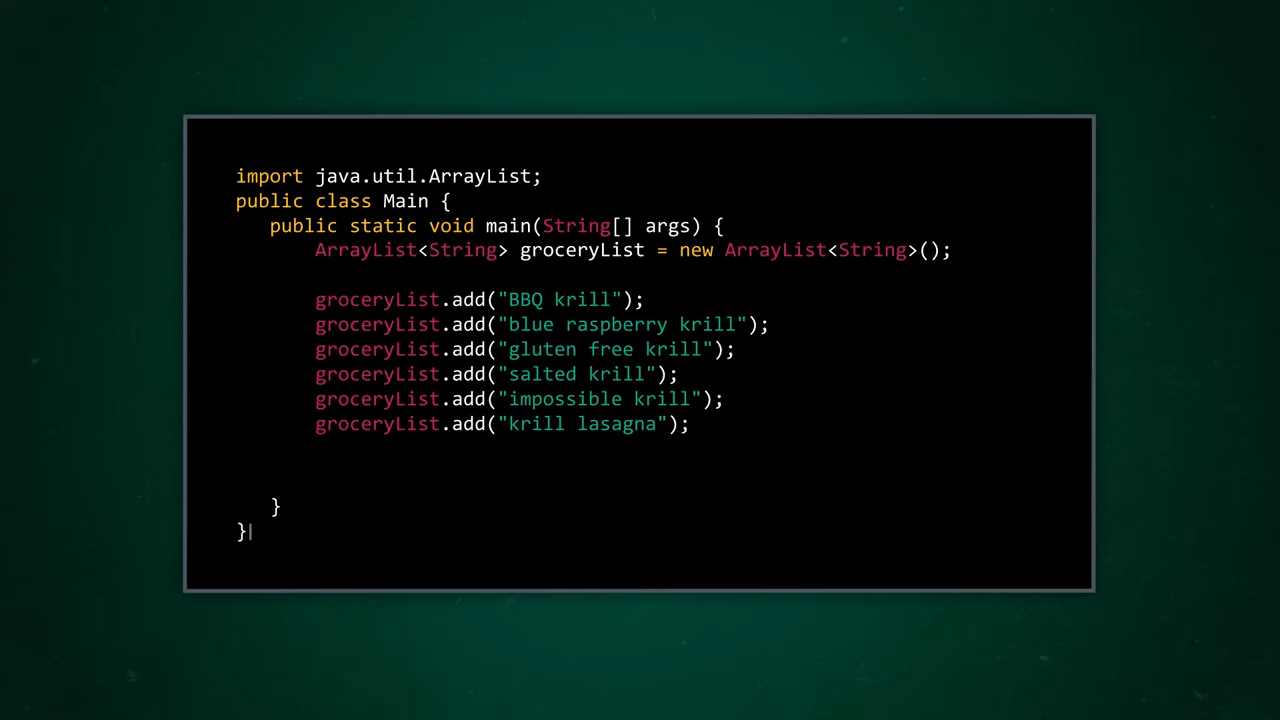 import java.util.ArrayList;
public class Main {
public static void main(String[] args) {
ArrayList<String> groceryList = new ArrayList<String>();
groceryList.add("BBQ krill");
groceryList.add("blue raspberry krill");
groceryList.add("gluten free krill");
groceryList.add("salted krill");
groceryList.add("impossible krill");
groceryList.add("krill lasagna");
}
}